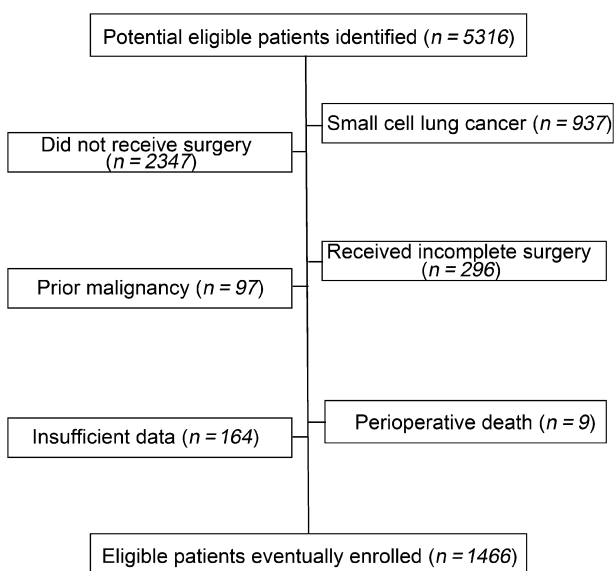 Potential eligible patients identified (n = 5316)
Small cell lung cancer (n = 937)
Did not receive surgery
(n = 2347)
Received incomplete surgery
(n = 296)
Prior malignancy (n = 97)
Perioperative death (n = 9)
Insufficient data (n = 164)
Eligible patients eventually enrolled (n = 1466)